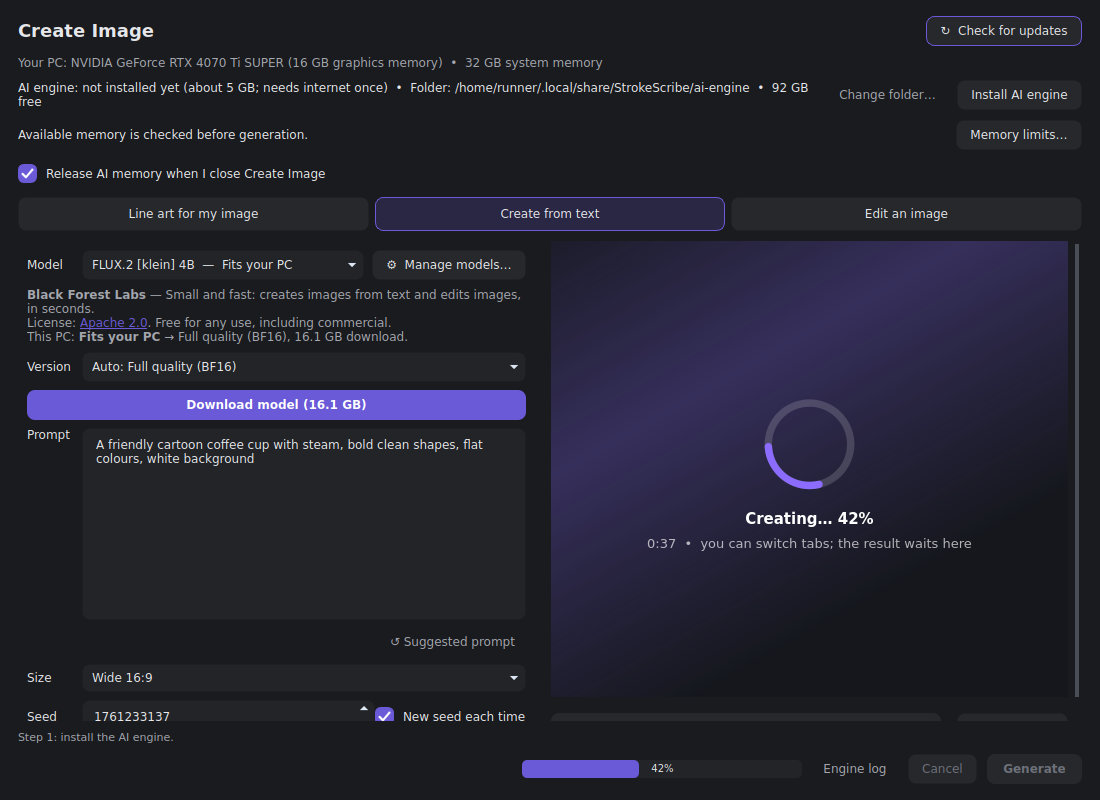 Create Image
↻ Check for updates
Your PC: NVIDIA GeForce RTX 4070 Ti SUPER (16 GB graphics memory) • 32 GB system memory
AI engine: not installed yet (about 5 GB; needs internet once) • Folder: /home/runner/.local/share/StrokeScribe/ai-engine • 92 GB
free
Change folder...
Install AI engine
Available memory is checked before generation.
Memory limits...
Release AI memory when I close Create Image
Line art for my image
Create from text
Edit an image
Model
FLUX.2 [klein] 4B — Fits your PC
⚙ Manage models...
Black Forest Labs — Small and fast: creates images from text and edits images,
in seconds.
License: Apache 2.0. Free for any use, including commercial.
This PC: Fits your PC → Full quality (BF16), 16.1 GB download.
Version
Auto: Full quality (BF16)
Download model (16.1 GB)
Prompt
A friendly cartoon coffee cup with steam, bold clean shapes, flat
colours, white background
↺ Suggested prompt
Size
Wide 16:9
Seed
1761233137
New seed each time
Creating... 42%
0:37 • you can switch tabs; the result waits here
Step 1: install the AI engine.
42%
Engine log
Cancel
Generate